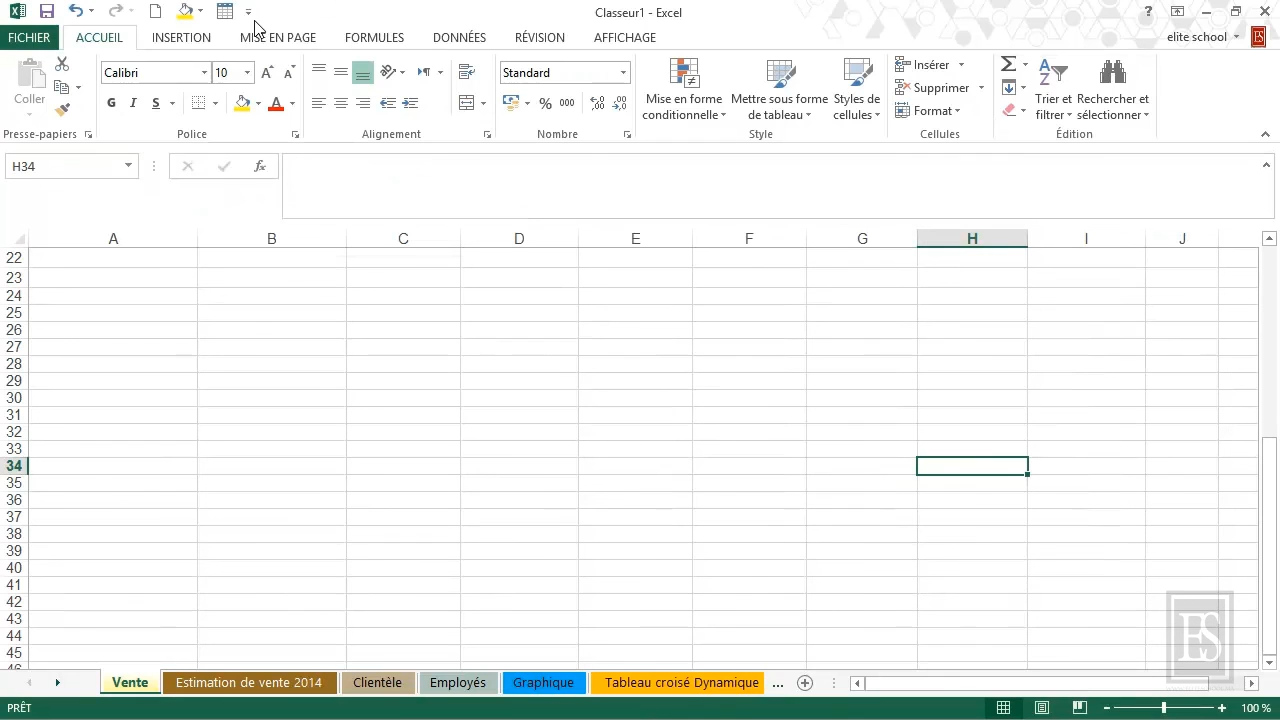 Classeur1 - Excel
?
FICHIER ACCUEIL INSERTION MISE EN PAGE FORMULES DONNÉES RÉVISION AFFICHAGE elite school
Coller
Calibri 10
G I S A
Standard
% 000
Mise en forme conditionnelle
Mettre sous forme de tableau
Styles de cellules
Insérer
Supprimer
Format
Trier et filtrer
Rechercher et sélectionner
Presse-papiers Police Alignement Nombre Style Cellules Édition
H34 fx
A B C D E F G H I J
22
23
24
25
26
27
28
29
30
31
32
33
34
35
36
37
38
39
40
41
42
43
44
45
46
Vente Estimation de vente 2014 Clientèle Employés Graphique Tableau croisé Dynamique ...
PRÊT 100 %